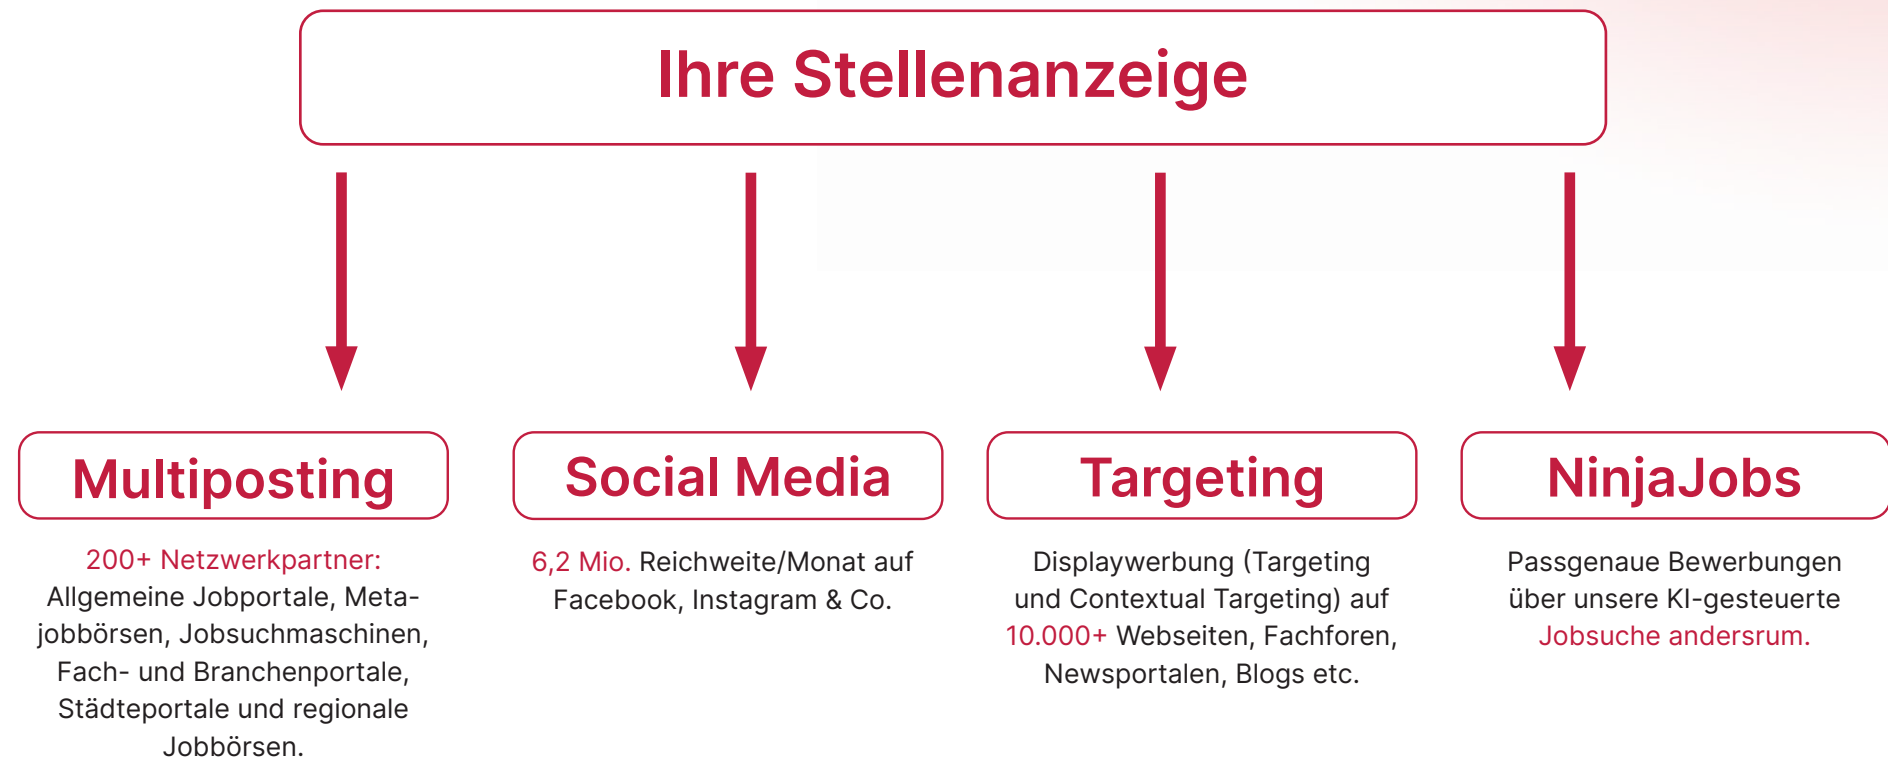 Ihre Stellenanzeige
Multiposting
200+ Netzwerkpartner:
Allgemeine Jobportale, Meta-
jobbörsen, Jobsuchmaschinen,
Fach- und Branchenportale,
Städteportale und regionale
Jobbörsen.
Social Media
6,2 Mio. Reichweite/Monat auf
Facebook, Instagram & Co.
Targeting
Displaywerbung (Targeting
und Contextual Targeting) auf
10.000+ Webseiten, Fachforen,
Newsportalen, Blogs etc.
NinjaJobs
Passgenaue Bewerbungen
über unsere KI-gesteuerte
Jobsuche andersrum.